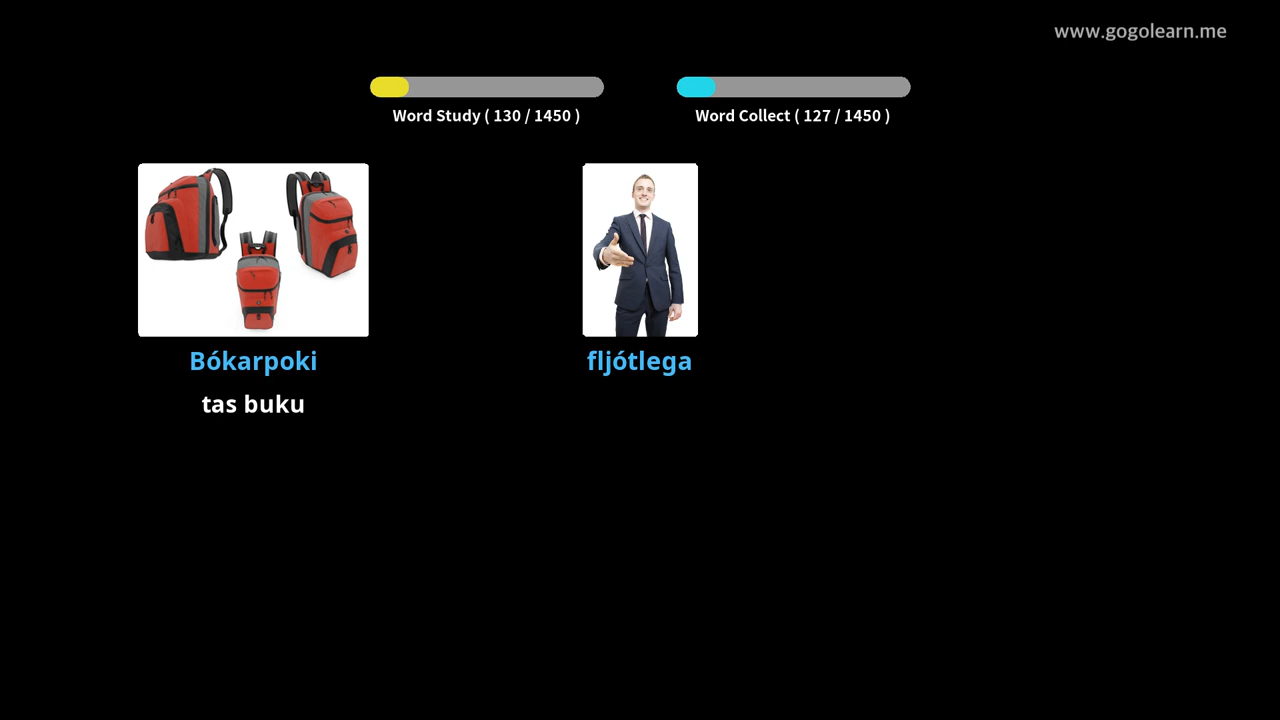 www.gogolearn.me
Word Study ( 130 / 1450 )
Word Collect ( 127 / 1450 )
Bókarpoki
fljótlega
tas buku